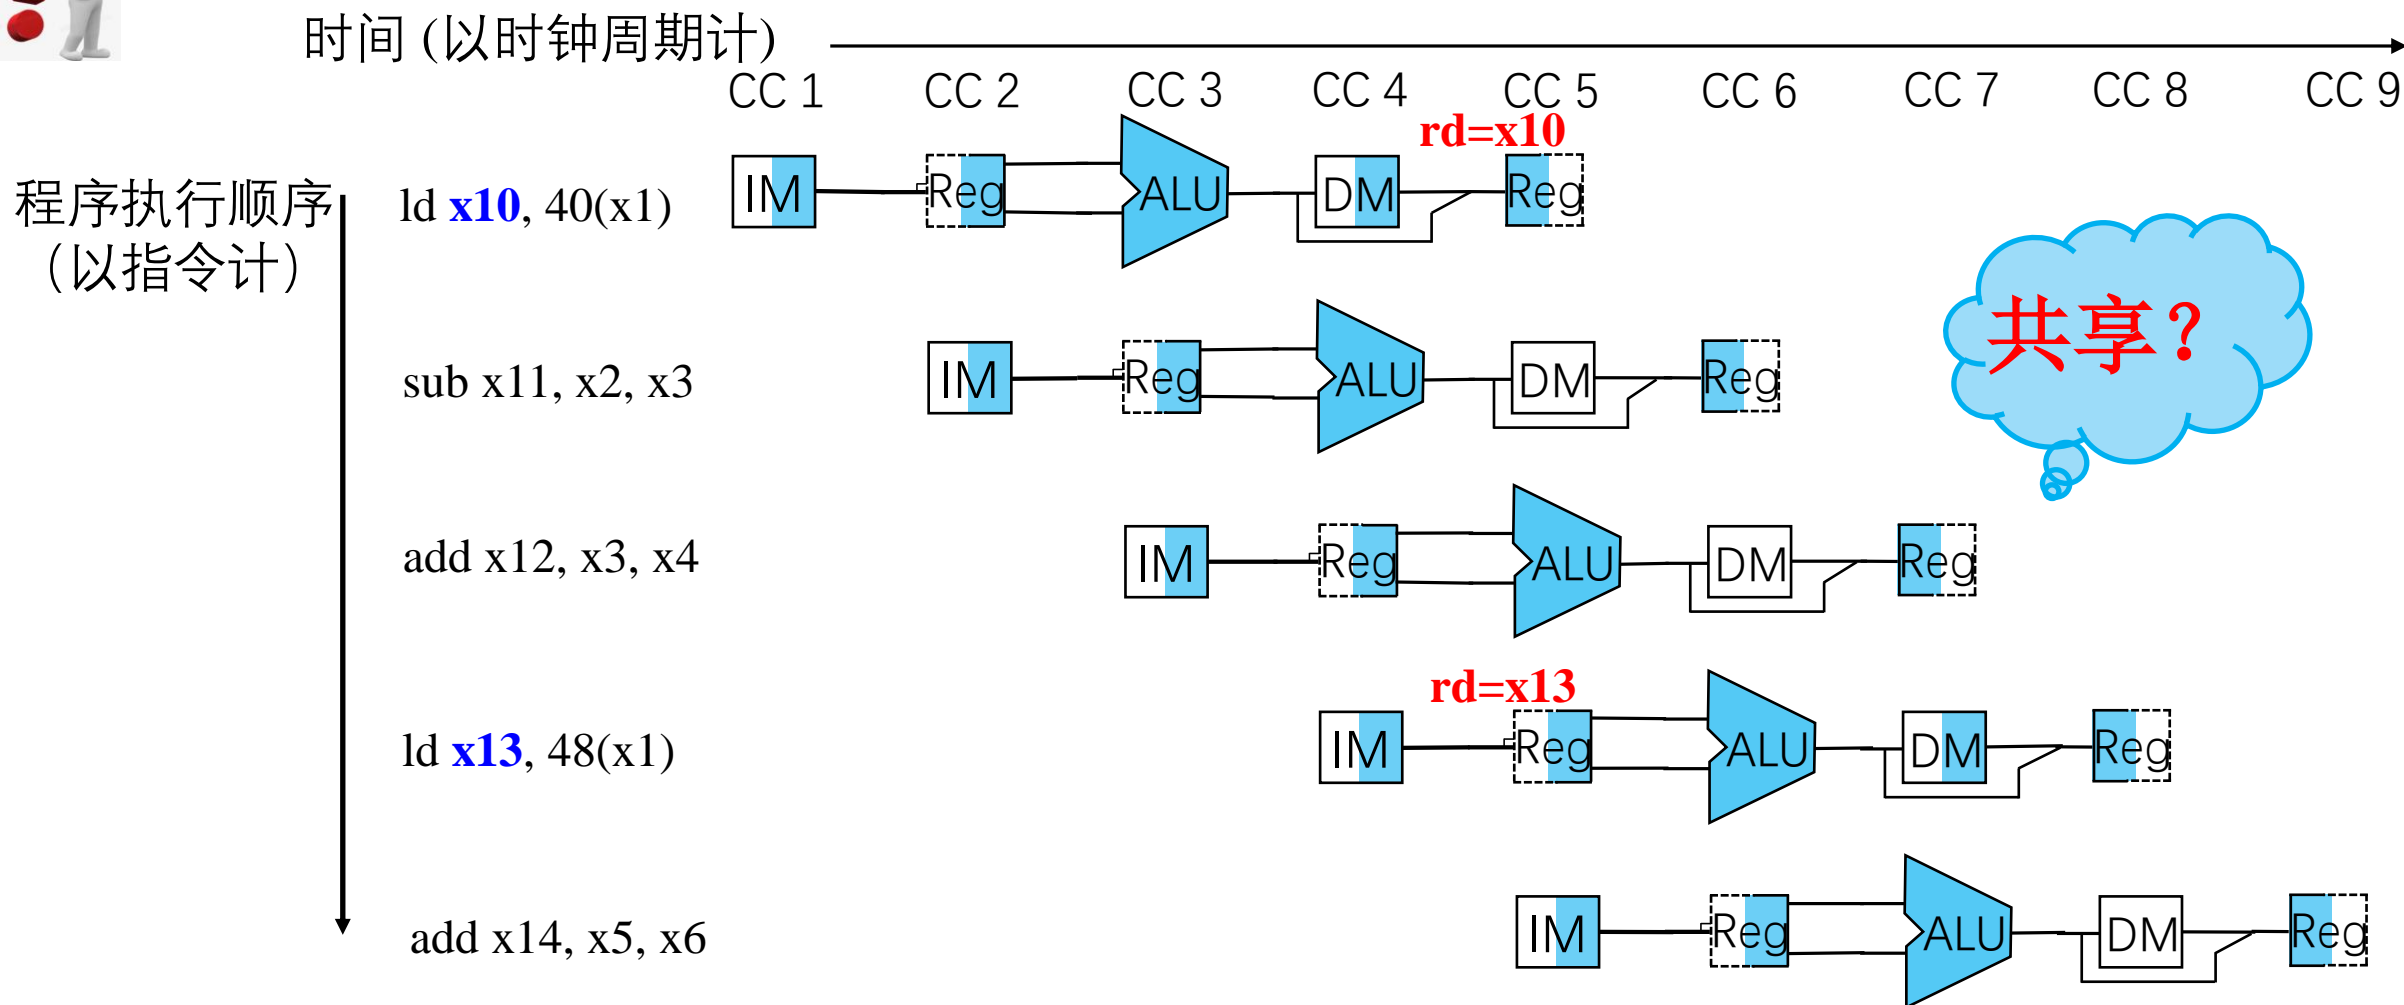 时间 (以时钟周期计)
CC 1 CC 2 CC 3 CC 4 CC 5 CC 6 CC 7 CC 8 CC 9
rd=x10
程序执行顺序
（以指令计）
ld x10, 40(x1) IM Reg ALU DM Reg
共享？
sub x11, x2, x3 IM Reg ALU DM Reg
add x12, x3, x4 IM Reg ALU DM Reg
rd=x13
ld x13, 48(x1) IM Reg ALU DM Reg
add x14, x5, x6 IM Reg ALU DM Reg